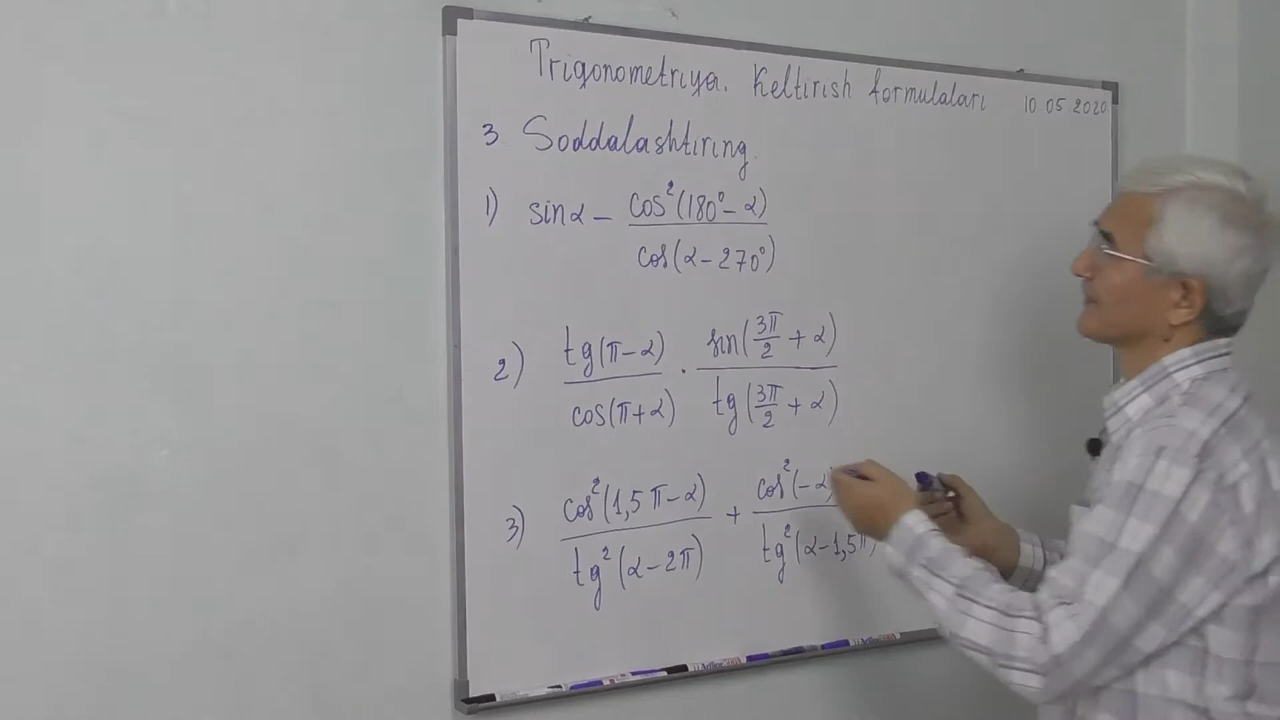 Trigonometriya. Keltirish formulalari 10 05 2020
3 Soddalashtiring.
1) sinα − cos²(180°−α) / cos(α−270°)
2) tg(π−α) / cos(π+α) · sin(3π/2 + α) / tg(3π/2 + α)
3) cos²(1,5π−α) / tg²(α−2π) + cos²(−α) / tg²(α−1,5π)